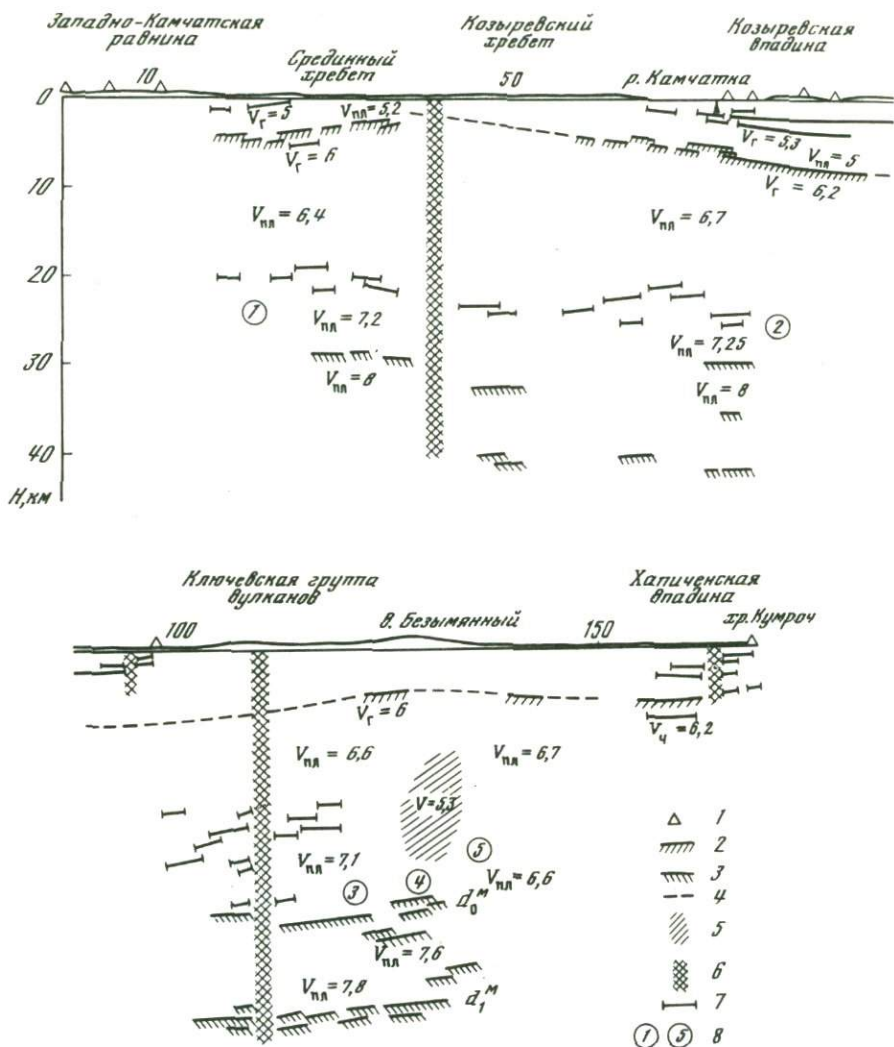 Западно-Камчатская равнина
Срединный хребет
Козыревский хребет
Козыревская впадина
10
50
р. Камчатка
0
Vг = 5
Vпл = 5,2
Vг = 5,3
Vпл = 5
Vг = 6
Vг = 6,2
10
Vпл = 6,4
Vпл = 6,7
20
1
Vпл = 7,2
2
Vпл = 7,25
30
Vпл = 8
Vпл = 8
40
H, км
Ключевская группа вулканов
Хапиченская впадина
100
в. Безымянный
150
хр. Кумроч
Vг = 6
Vч = 6,2
Vпл = 6,6
Vпл = 6,7
V = 5,3
1
2
Vпл = 7,1
5
3
4
Vпл = 6,6
d₀ᴹ
3
4
Vпл = 7,6
5
Vпл = 7,8
d₁ᴹ
6
7
1 5 8